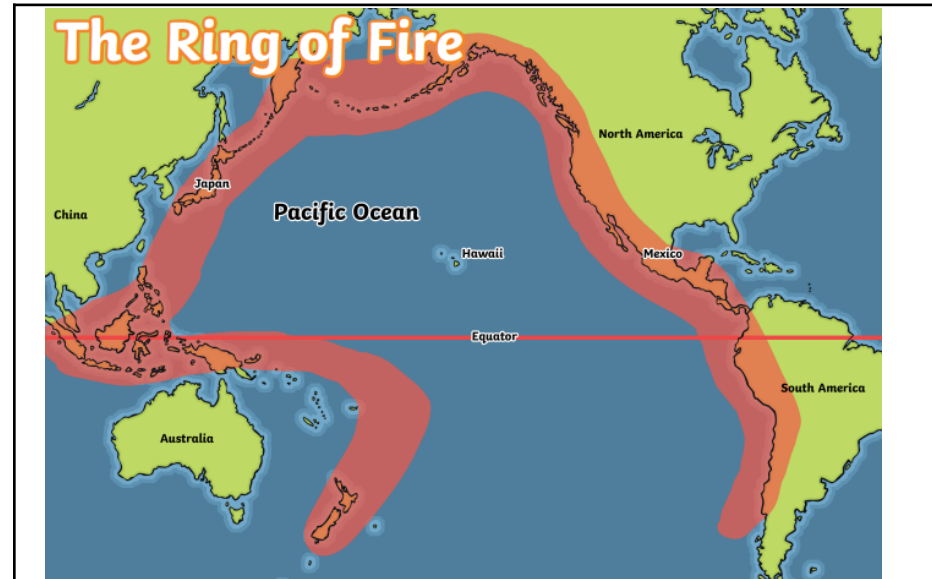 The Ring of Fire
North America
Japan
China
Pacific Ocean
Hawaii
Mexico
Equator
South America
Australia